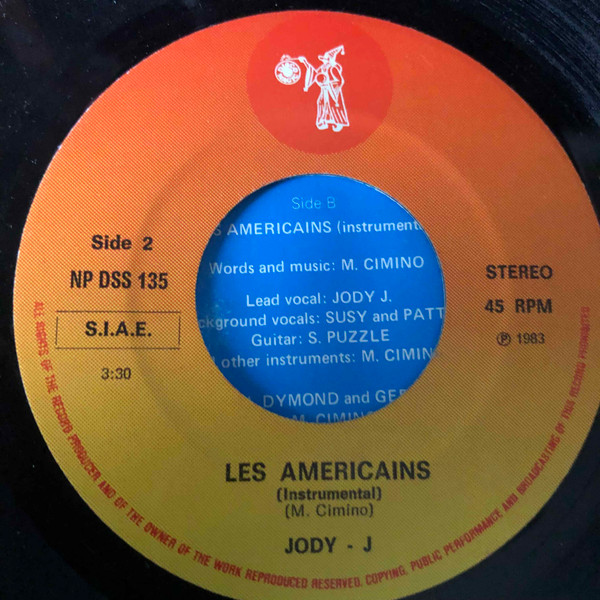 Side 2
NP DSS 135
S.I.A.E.
3:30
STEREO
45 RPM
Ⓟ 1983
Side B
S AMERICAINS (instrument
Words and music: M. CIMINO
Lead vocal: JODY J.
ckground vocals: SUSY and PATT
Guitar: S. PUZZLE
other instruments: M. CIMIN
DYMOND and GE
M. CIMINO
LES AMERICAINS
(Instrumental)
(M. Cimino)
JODY - J
ALL RIGHTS OF THE RECORD PRODUCER AND OF THE OWNER OF THE WORK REPRODUCED RESERVED. COPYING, PUBLIC PERFORMANCE AND BROADCASTING OF THIS RECORD PROHIBITED